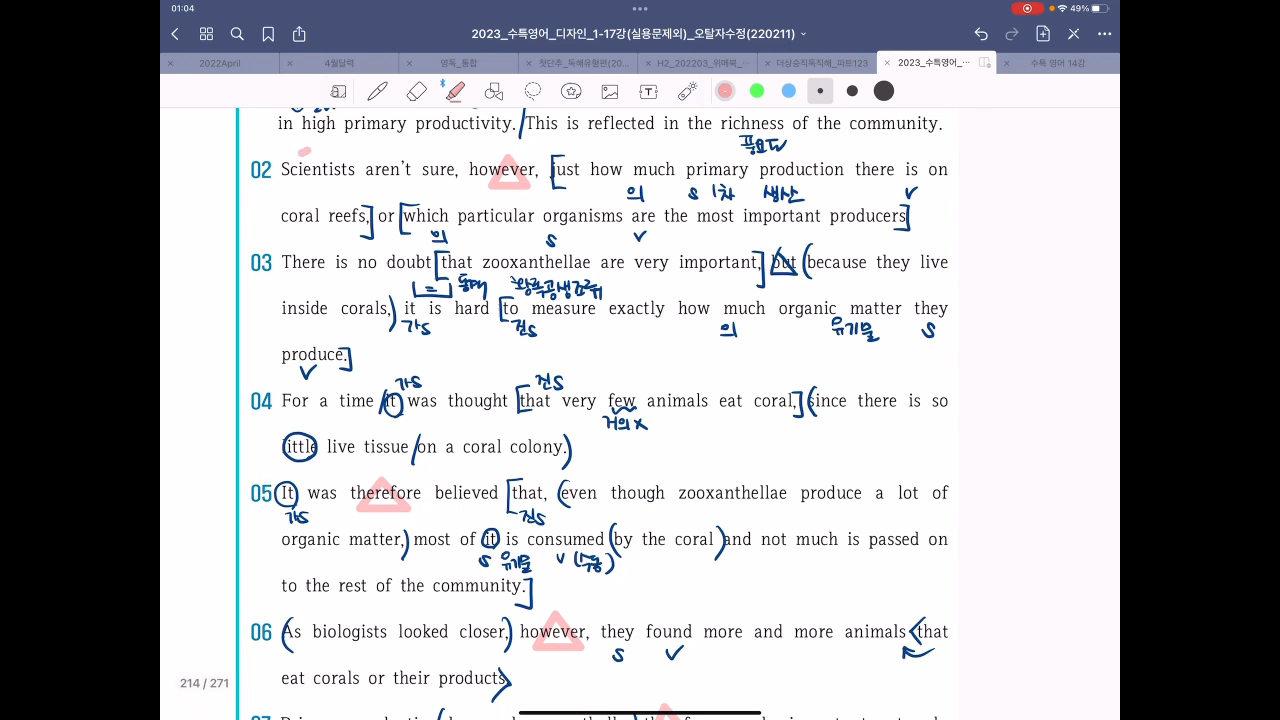 01:04
49%
2023_수특영어_디자인_1-17강(실용문제외)_오탈자수정(220211)
2022April
4월달력
영독_통합
첫단추_독해유형편(20...
H2_202203_위메북_...
더상승직독직해_파트123
2023_수특영어_...
수특 영어 14강
in high primary productivity. This is reflected in the richness of the community.
풍요도
02 Scientists aren't sure, however, just how much primary production there is on
의 S 1차 생산 v
coral reefs, or which particular organisms are the most important producers
의 S v
03 There is no doubt that zooxanthellae are very important, but because they live
= 동격 황록공생조류
inside corals, it is hard to measure exactly how much organic matter they
가S 진S 의 유기물 S
produce.
v
가S 진S
04 For a time it was thought that very few animals eat coral, since there is so
거의 x
little live tissue on a coral colony.
05 It was therefore believed that, even though zooxanthellae produce a lot of
가S 진S
organic matter, most of it is consumed by the coral and not much is passed on
S 유기물 v (수동)
to the rest of the community.
06 As biologists looked closer, however, they found more and more animals that
S v
eat corals or their products
214 / 271
07